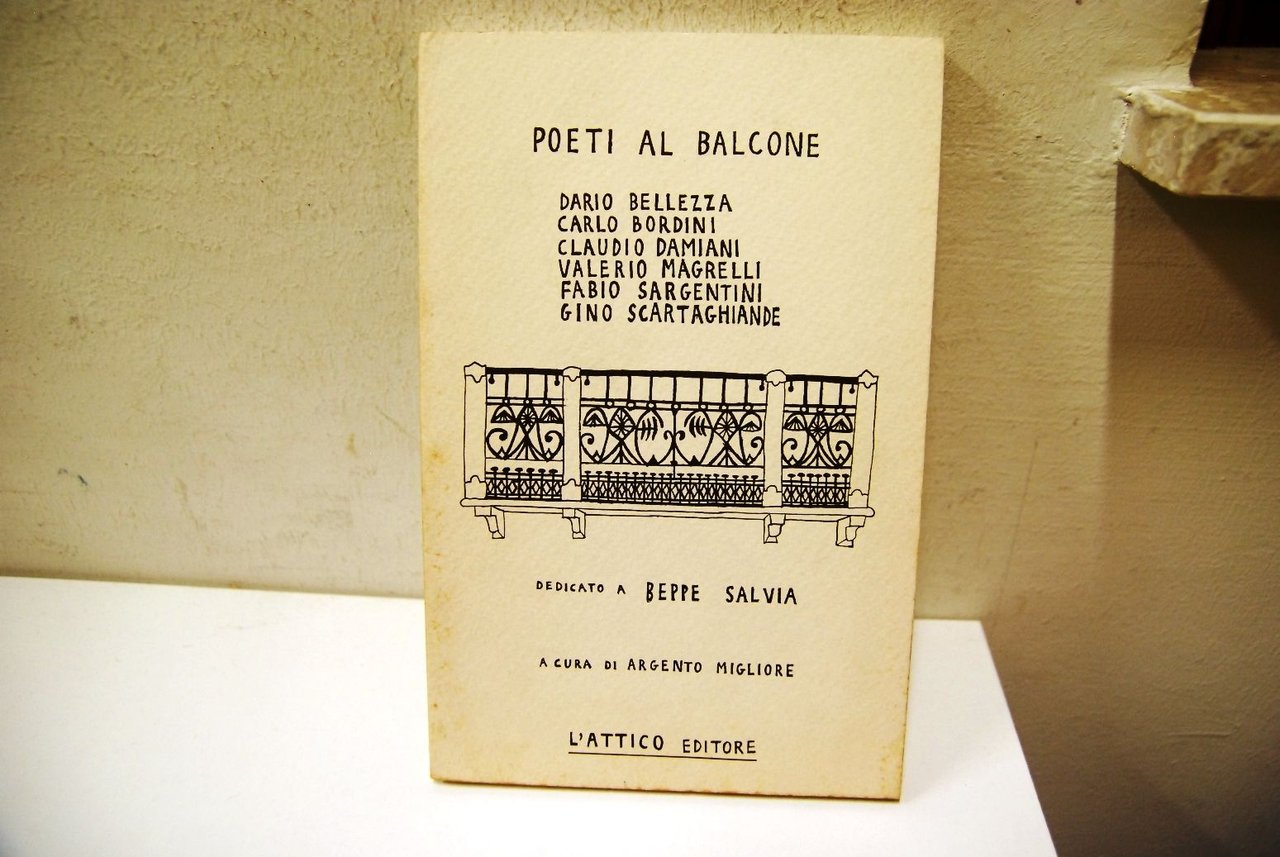 POETI AL BALCONE
DARIO BELLEZZA
CARLO BORDINI
CLAUDIO DAMIANI
VALERIO MAGRELLI
FABIO SARGENTINI
GINO SCARTAGHIANDE
DEDICATO A BEPPE SALVIA
A CURA DI ARGENTO MIGLIORE
L'ATTICO EDITORE